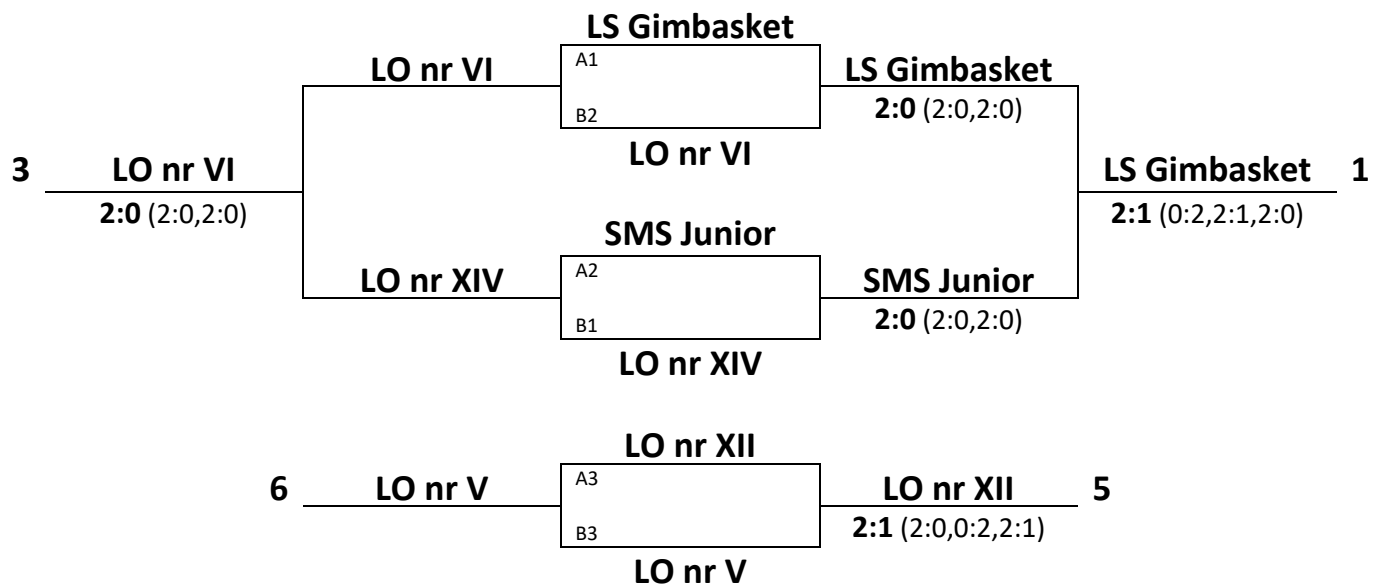 LS Gimbasket
LO nr VI
A1
LS Gimbasket
B2
2:0 (2:0,2:0)
LO nr VI
3
LO nr VI
LS Gimbasket
1
2:0 (2:0,2:0)
2:1 (0:2,2:1,2:0)
SMS Junior
LO nr XIV
A2
SMS Junior
B1
2:0 (2:0,2:0)
LO nr XIV
LO nr XII
6
LO nr V
A3
LO nr XII
5
B3
2:1 (2:0,0:2,2:1)
LO nr V